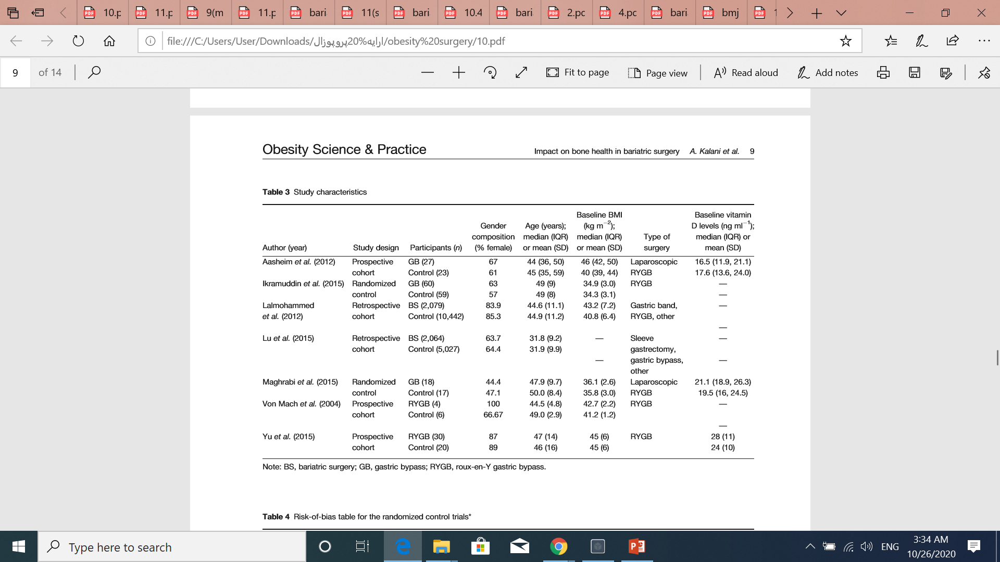 10.p 11.p 9(m 11.p bari 11(s bari 10.4 bari 2.pc 4.pc bari bmj 1
file:///C:/Users/User/Downloads/ارایه%20پروپوزال/obesity%20surgery/10.pdf
9 of 14 Fit to page Page view Read aloud Add notes
Obesity Science & Practice Impact on bone health in bariatric surgery A. Kalani et al. 9
Table 3 Study characteristics
Baseline BMI Baseline vitamin
Gender Age (years); (kg m−2); D levels (ng ml−1);
composition median (IQR) median (IQR) Type of median (IQR) or
Author (year) Study design Participants (n) (% female) or mean (SD) or mean (SD) surgery mean (SD)
Aasheim et al. (2012) Prospective GB (27) 67 44 (36, 50) 46 (42, 50) Laparoscopic 16.5 (11.9, 21.1)
cohort Control (23) 61 45 (35, 59) 40 (39, 44) RYGB 17.6 (13.6, 24.0)
Ikramuddin et al. (2015) Randomized GB (60) 63 49 (9) 34.9 (3.0) RYGB —
control Control (59) 57 49 (8) 34.3 (3.1) —
Lalmohammed Retrospective BS (2,079) 83.9 44.6 (11.1) 43.2 (7.2) Gastric band, —
et al. (2012) cohort Control (10,442) 85.3 44.9 (11.2) 40.8 (6.4) RYGB, other
—
Lu et al. (2015) Retrospective BS (2,064) 63.7 31.8 (9.2) — Sleeve —
cohort Control (5,027) 64.4 31.9 (9.9) gastrectomy,
— gastric bypass, —
other
Maghrabi et al. (2015) Randomized GB (18) 44.4 47.9 (9.7) 36.1 (2.6) Laparoscopic 21.1 (18.9, 26.3)
control Control (17) 47.1 50.0 (8.4) 35.8 (3.0) RYGB 19.5 (16, 24.5)
Von Mach et al. (2004) Prospective RYGB (4) 100 44.5 (4.8) 42.7 (2.2) RYGB —
cohort Control (6) 66.67 49.0 (2.9) 41.2 (1.2)
—
Yu et al. (2015) Prospective RYGB (30) 87 47 (14) 45 (6) RYGB 28 (11)
cohort Control (20) 89 46 (16) 45 (6) 24 (10)
Note: BS, bariatric surgery; GB, gastric bypass; RYGB, roux-en-Y gastric bypass.
Table 4 Risk-of-bias table for the randomized control trials*
Type here to search ENG 3:34 AM
10/26/2020